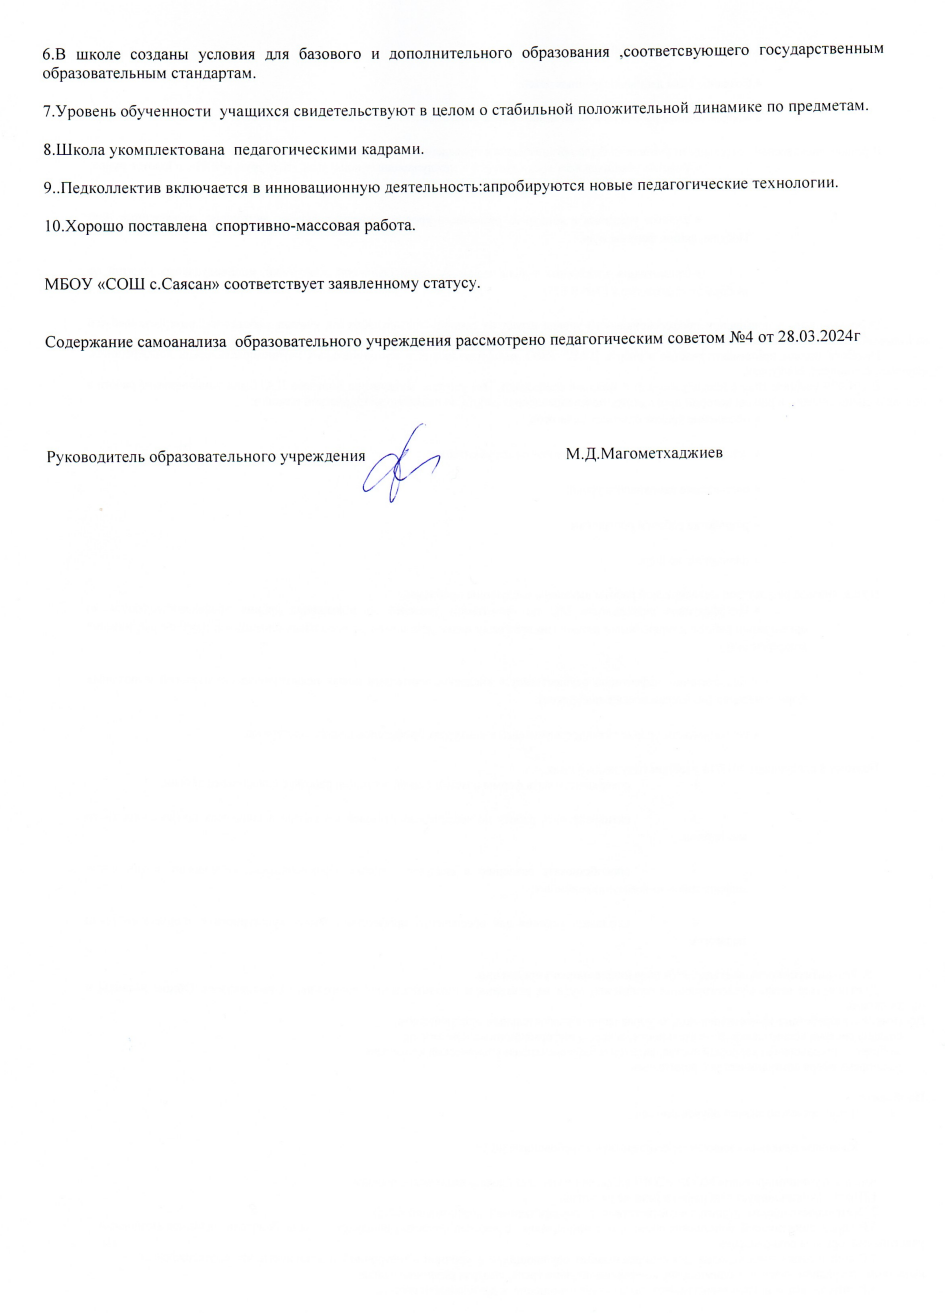 6.В школе созданы условия для базового и дополнительного образования ,соответсвующего государственным
образовательным стандартам.
7.Уровень обученности учащихся свидетельствуют в целом о стабильной положительной динамике по предметам.
8.Школа укомплектована педагогическими кадрами.
9..Педколлектив включается в инновационную деятельность:апробируются новые педагогические технологии.
10.Хорошо поставлена спортивно-массовая работа.
МБОУ «СОШ с.Саясан» соответствует заявленному статусу.
Содержание самоанализа образовательного учреждения рассмотрено педагогическим советом №4 от 28.03.2024г
Руководитель образовательного учреждения М.Д.Магометхаджиев